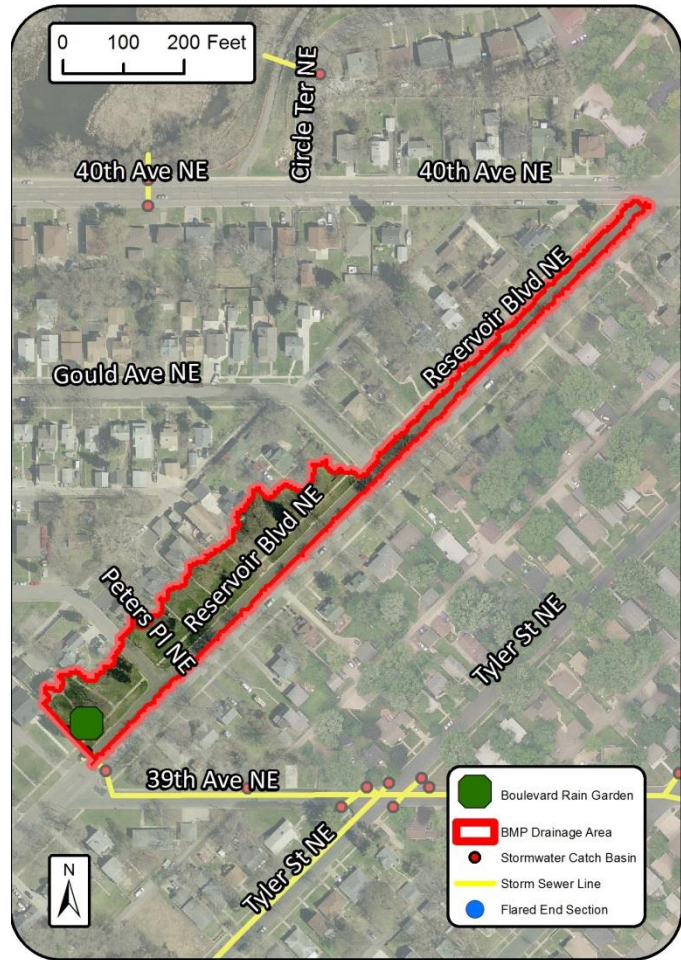 0 100 200 Feet
Circle Ter NE
40th Ave NE
40th Ave NE
Reservoir Blvd NE
Gould Ave NE
Reservoir Blvd NE
Peters Pl NE
Tyler St NE
39th Ave NE
Tyler St NE
N
Boulevard Rain Garden
BMP Drainage Area
Stormwater Catch Basin
Storm Sewer Line
Flared End Section